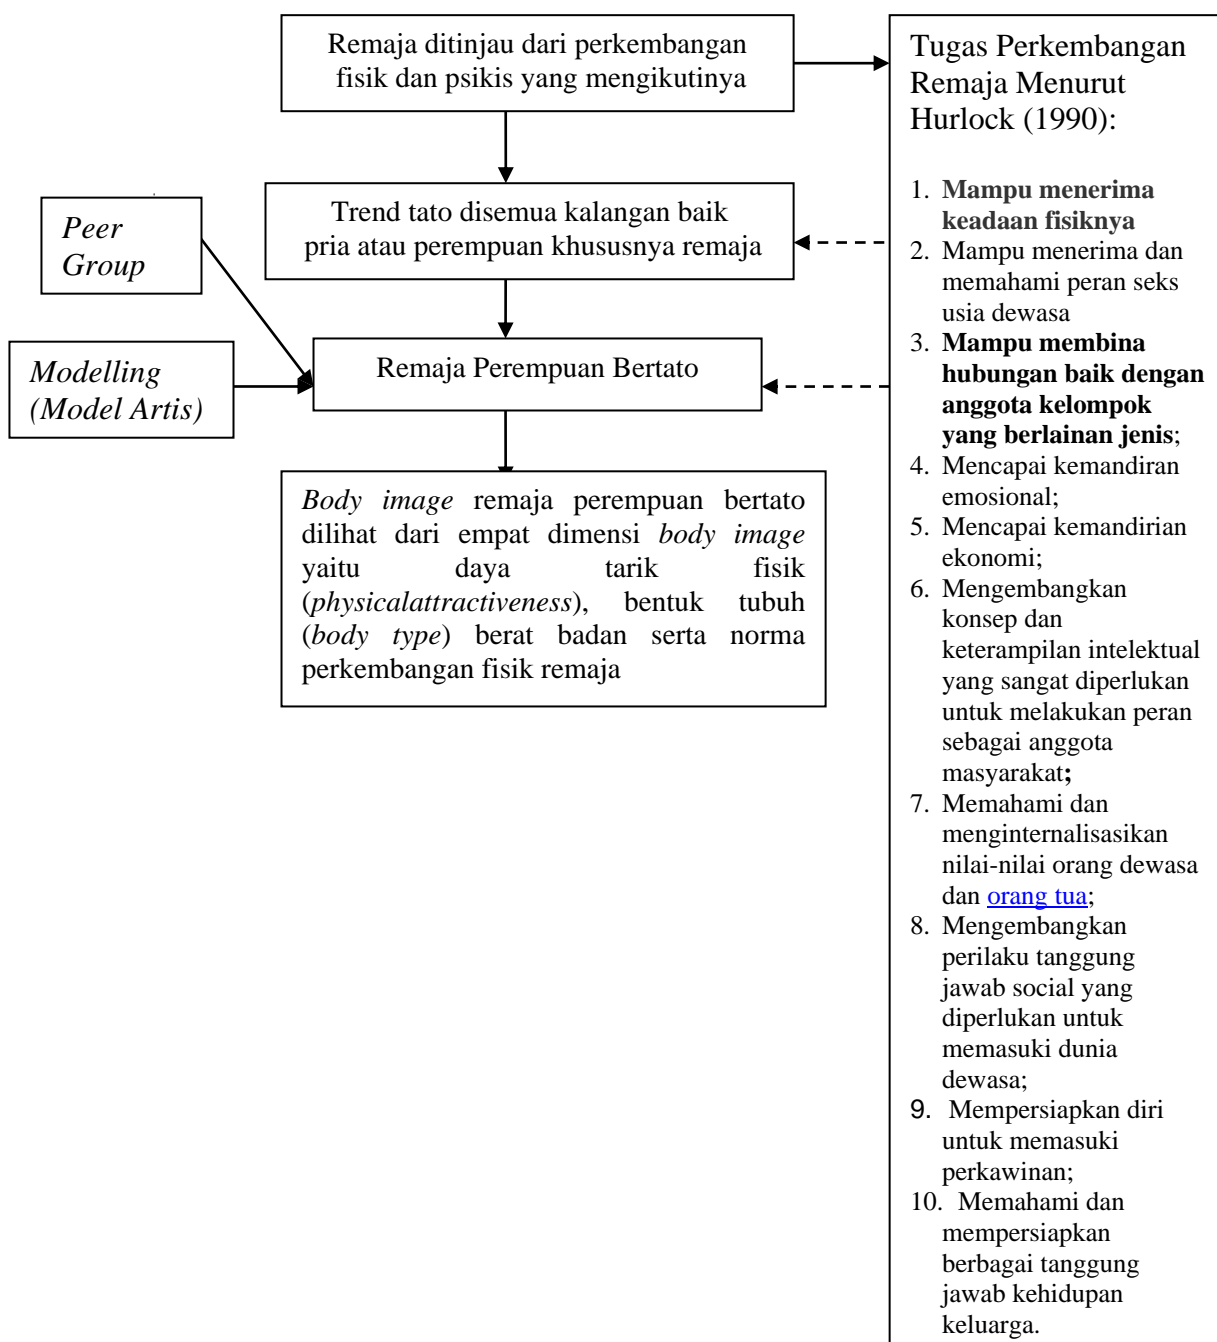 Remaja ditinjau dari perkembangan
fisik dan psikis yang mengikutinya
Trend tato disemua kalangan baik
pria atau perempuan khususnya remaja
Peer
Group
Modelling
(Model Artis)
Remaja Perempuan Bertato
Body image remaja perempuan bertato
dilihat dari empat dimensi body image
yaitu daya tarik fisik
(physicalattractiveness), bentuk tubuh
(body type) berat badan serta norma
perkembangan fisik remaja
Tugas Perkembangan
Remaja Menurut
Hurlock (1990):
1. Mampu menerima
keadaan fisiknya
2. Mampu menerima dan
memahami peran seks
usia dewasa
3. Mampu membina
hubungan baik dengan
anggota kelompok
yang berlainan jenis;
4. Mencapai kemandiran
emosional;
5. Mencapai kemandirian
ekonomi;
6. Mengembangkan
konsep dan
keterampilan intelektual
yang sangat diperlukan
untuk melakukan peran
sebagai anggota
masyarakat;
7. Memahami dan
menginternalisasikan
nilai-nilai orang dewasa
dan orang tua;
8. Mengembangkan
perilaku tanggung
jawab social yang
diperlukan untuk
memasuki dunia
dewasa;
9. Mempersiapkan diri
untuk memasuki
perkawinan;
10. Memahami dan
mempersiapkan
berbagai tanggung
jawab kehidupan
keluarga.